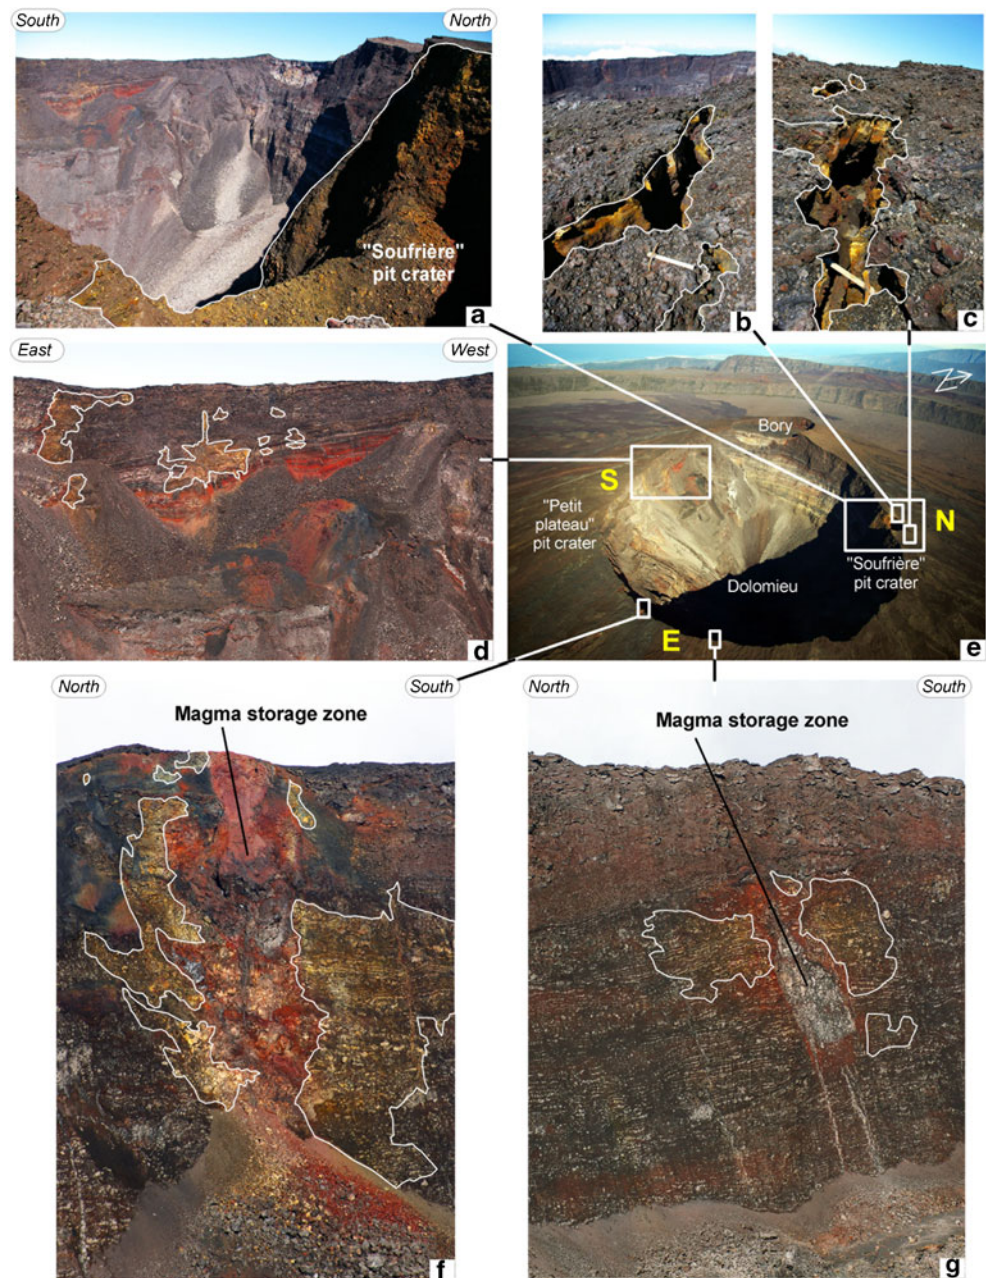 South
North
"Soufrière"
pit crater
a
b
c
East
West
d
Bory
S
"Petit
plateau"
pit crater
N
"Soufrière"
pit crater
Dolomieu
E
e
North
South
Magma storage zone
f
North
South
Magma storage zone
g